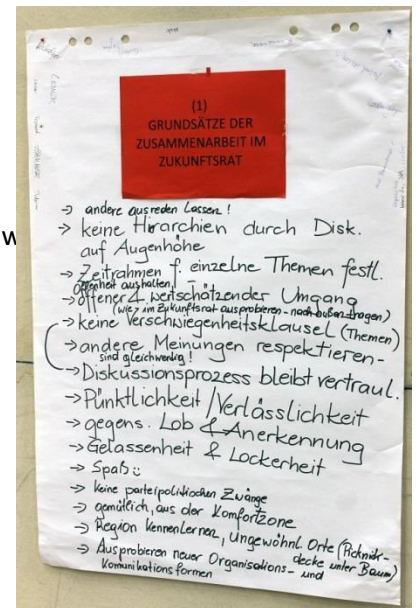 (1)
GRUNDSÄTZE DER
ZUSAMMENARBEIT IM
ZUKUNFTSRAT
→ andere ausreden lassen!
→ keine Hirarchien durch Disk.
auf Augenhöhe
→ Zeitrahmen f. einzelne Themen festl.
Offenheit aushalten!
→ offener & wertschätzender Umgang
(wie? im Zukunftsrat ausprobieren - nach außen tragen)
→ keine Verschwiegenheitsklausel (Themen)
→ andere Meinungen respektieren -
sind gleichwertig!
→ Diskussionsprozess bleibt vertraul.
→ Pünktlichkeit / Verlässlichkeit
→ gegens. Lob & Anerkennung
→ Gelassenheit & Lockerheit
→ Spaß
→ keine parteipolitischen Zwänge
→ gemütlich, aus der Komfortzone
→ Region kennenlernen, Ungewöhnl. Orte (Picknick-
decke unter Baum)
→ Ausprobieren neuer Organisations- und
Komunikationsformen